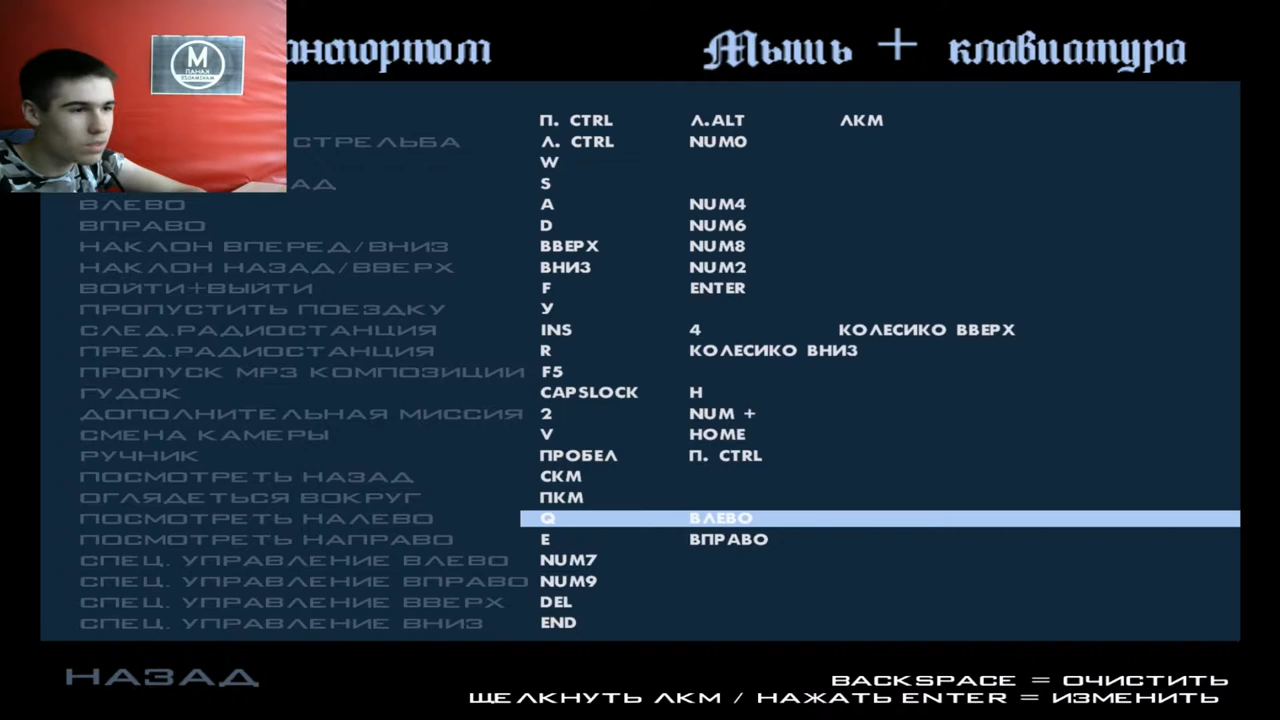 анспортом Мышь + клавиатура
М
ПАНАХ
П. CTRL Л.ALT ЛКМ
СТРЕЛЬБА Л. CTRL NUM0
W
АД S
ВЛЕВО A NUM4
ВПРАВО D NUM6
НАКЛОН ВПЕРЕД/ВНИЗ ВВЕРХ NUM8
НАКЛОН НАЗАД/ВВЕРХ ВНИЗ NUM2
ВОЙТИ+ВЫЙТИ F ENTER
ПРОПУСТИТЬ ПОЕЗДКУ У
СЛЕД.РАДИОСТАНЦИЯ INS 4 КОЛЕСИКО ВВЕРХ
ПРЕД.РАДИОСТАНЦИЯ R КОЛЕСИКО ВНИЗ
ПРОПУСК MP3 КОМПОЗИЦИИ F5
ГУДОК CAPSLOCK H
ДОПОЛНИТЕЛЬНАЯ МИССИЯ 2 NUM +
СМЕНА КАМЕРЫ V HOME
РУЧНИК ПРОБЕЛ П. CTRL
ПОСМОТРЕТЬ НАЗАД СКМ
ОГЛЯДЕТЬСЯ ВОКРУГ ПКМ
ПОСМОТРЕТЬ НАЛЕВО Q ВЛЕВО
ПОСМОТРЕТЬ НАПРАВО E ВПРАВО
СПЕЦ. УПРАВЛЕНИЕ ВЛЕВО NUM7
СПЕЦ. УПРАВЛЕНИЕ ВПРАВО NUM9
СПЕЦ. УПРАВЛЕНИЕ ВВЕРХ DEL
СПЕЦ. УПРАВЛЕНИЕ ВНИЗ END
НАЗАД
BACKSPACE = ОЧИСТИТЬ
ЩЕЛКНУТЬ ЛКМ / НАЖАТЬ ENTER = ИЗМЕНИТЬ